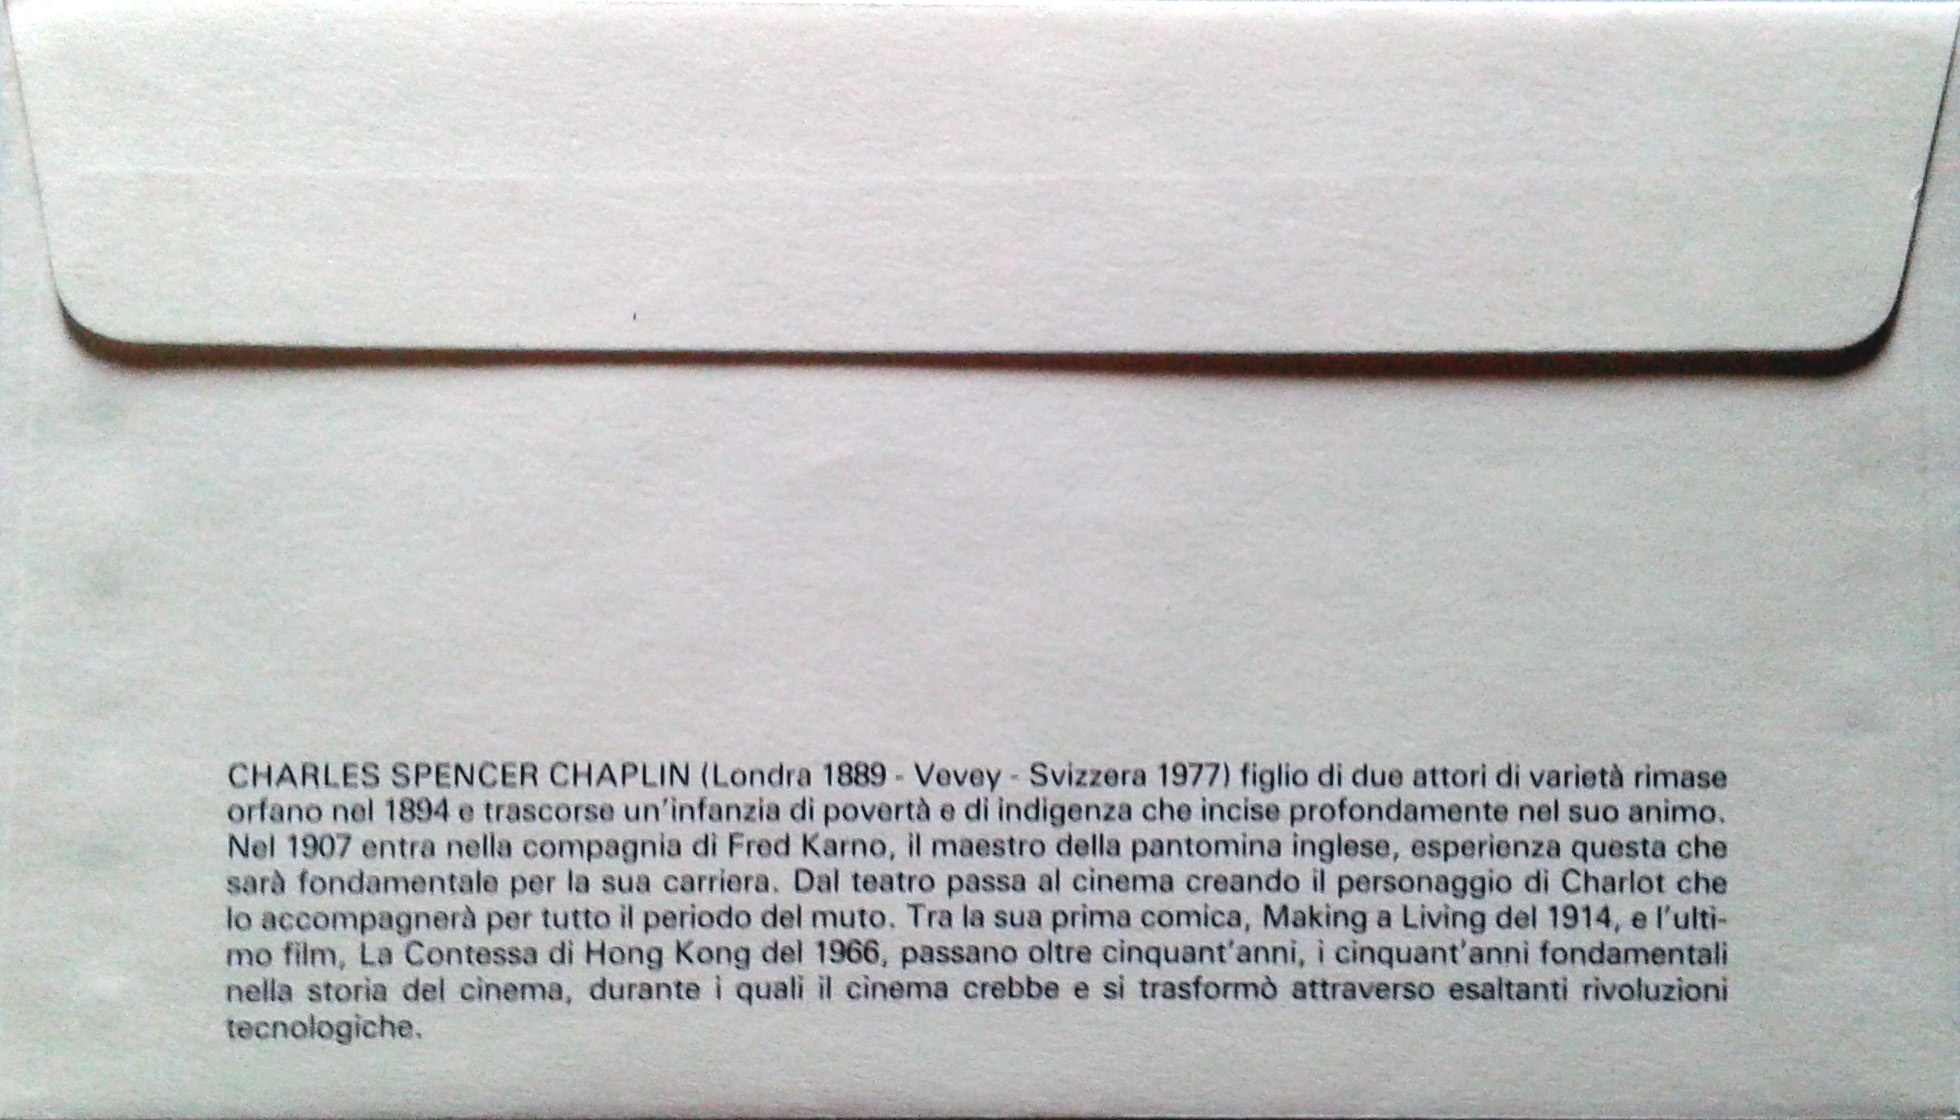 CHARLES SPENCER CHAPLIN (Londra 1889 - Vevey - Svizzera 1977) figlio di due attori di varietà rimase
orfano nel 1894 e trascorse un'infanzia di povertà e di indigenza che incise profondamente nel suo animo.
Nel 1907 entra nella compagnia di Fred Karno, il maestro della pantomina inglese, esperienza questa che
sarà fondamentale per la sua carriera. Dal teatro passa al cinema creando il personaggio di Charlot che
lo accompagnerà per tutto il periodo del muto. Tra la sua prima comica, Making a Living del 1914, e l'ulti-
mo film, La Contessa di Hong Kong del 1966, passano oltre cinquant'anni, i cinquant'anni fondamentali
nella storia del cinema, durante i quali il cinema crebbe e si trasformò attraverso esaltanti rivoluzioni
tecnologiche.